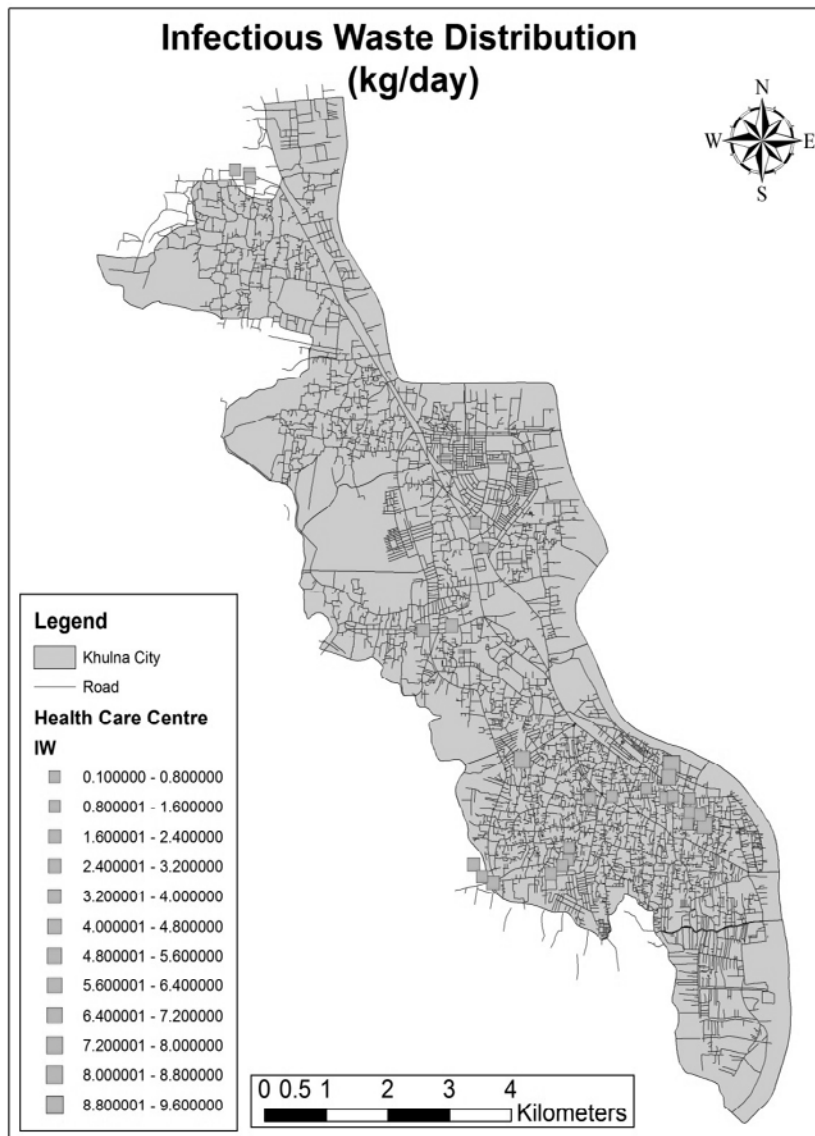 Infectious Waste Distribution
(kg/day)
N
W E
S
Legend
Khulna City
Road
Health Care Centre
IW
0.100000 - 0.800000
0.800001 - 1.600000
1.600001 - 2.400000
2.400001 - 3.200000
3.200001 - 4.000000
4.000001 - 4.800000
4.800001 - 5.600000
5.600001 - 6.400000
6.400001 - 7.200000
7.200001 - 8.000000
8.000001 - 8.800000
8.800001 - 9.600000
0 0.5 1 2 3 4
Kilometers